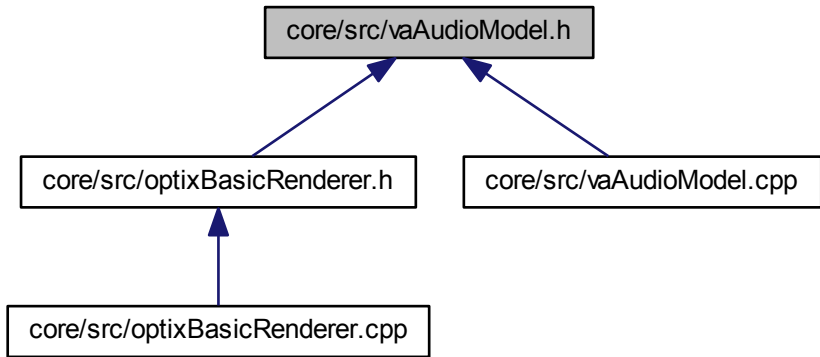 core/src/vaAudioModel.h
core/src/optixBasicRenderer.h
core/src/vaAudioModel.cpp
core/src/optixBasicRenderer.cpp